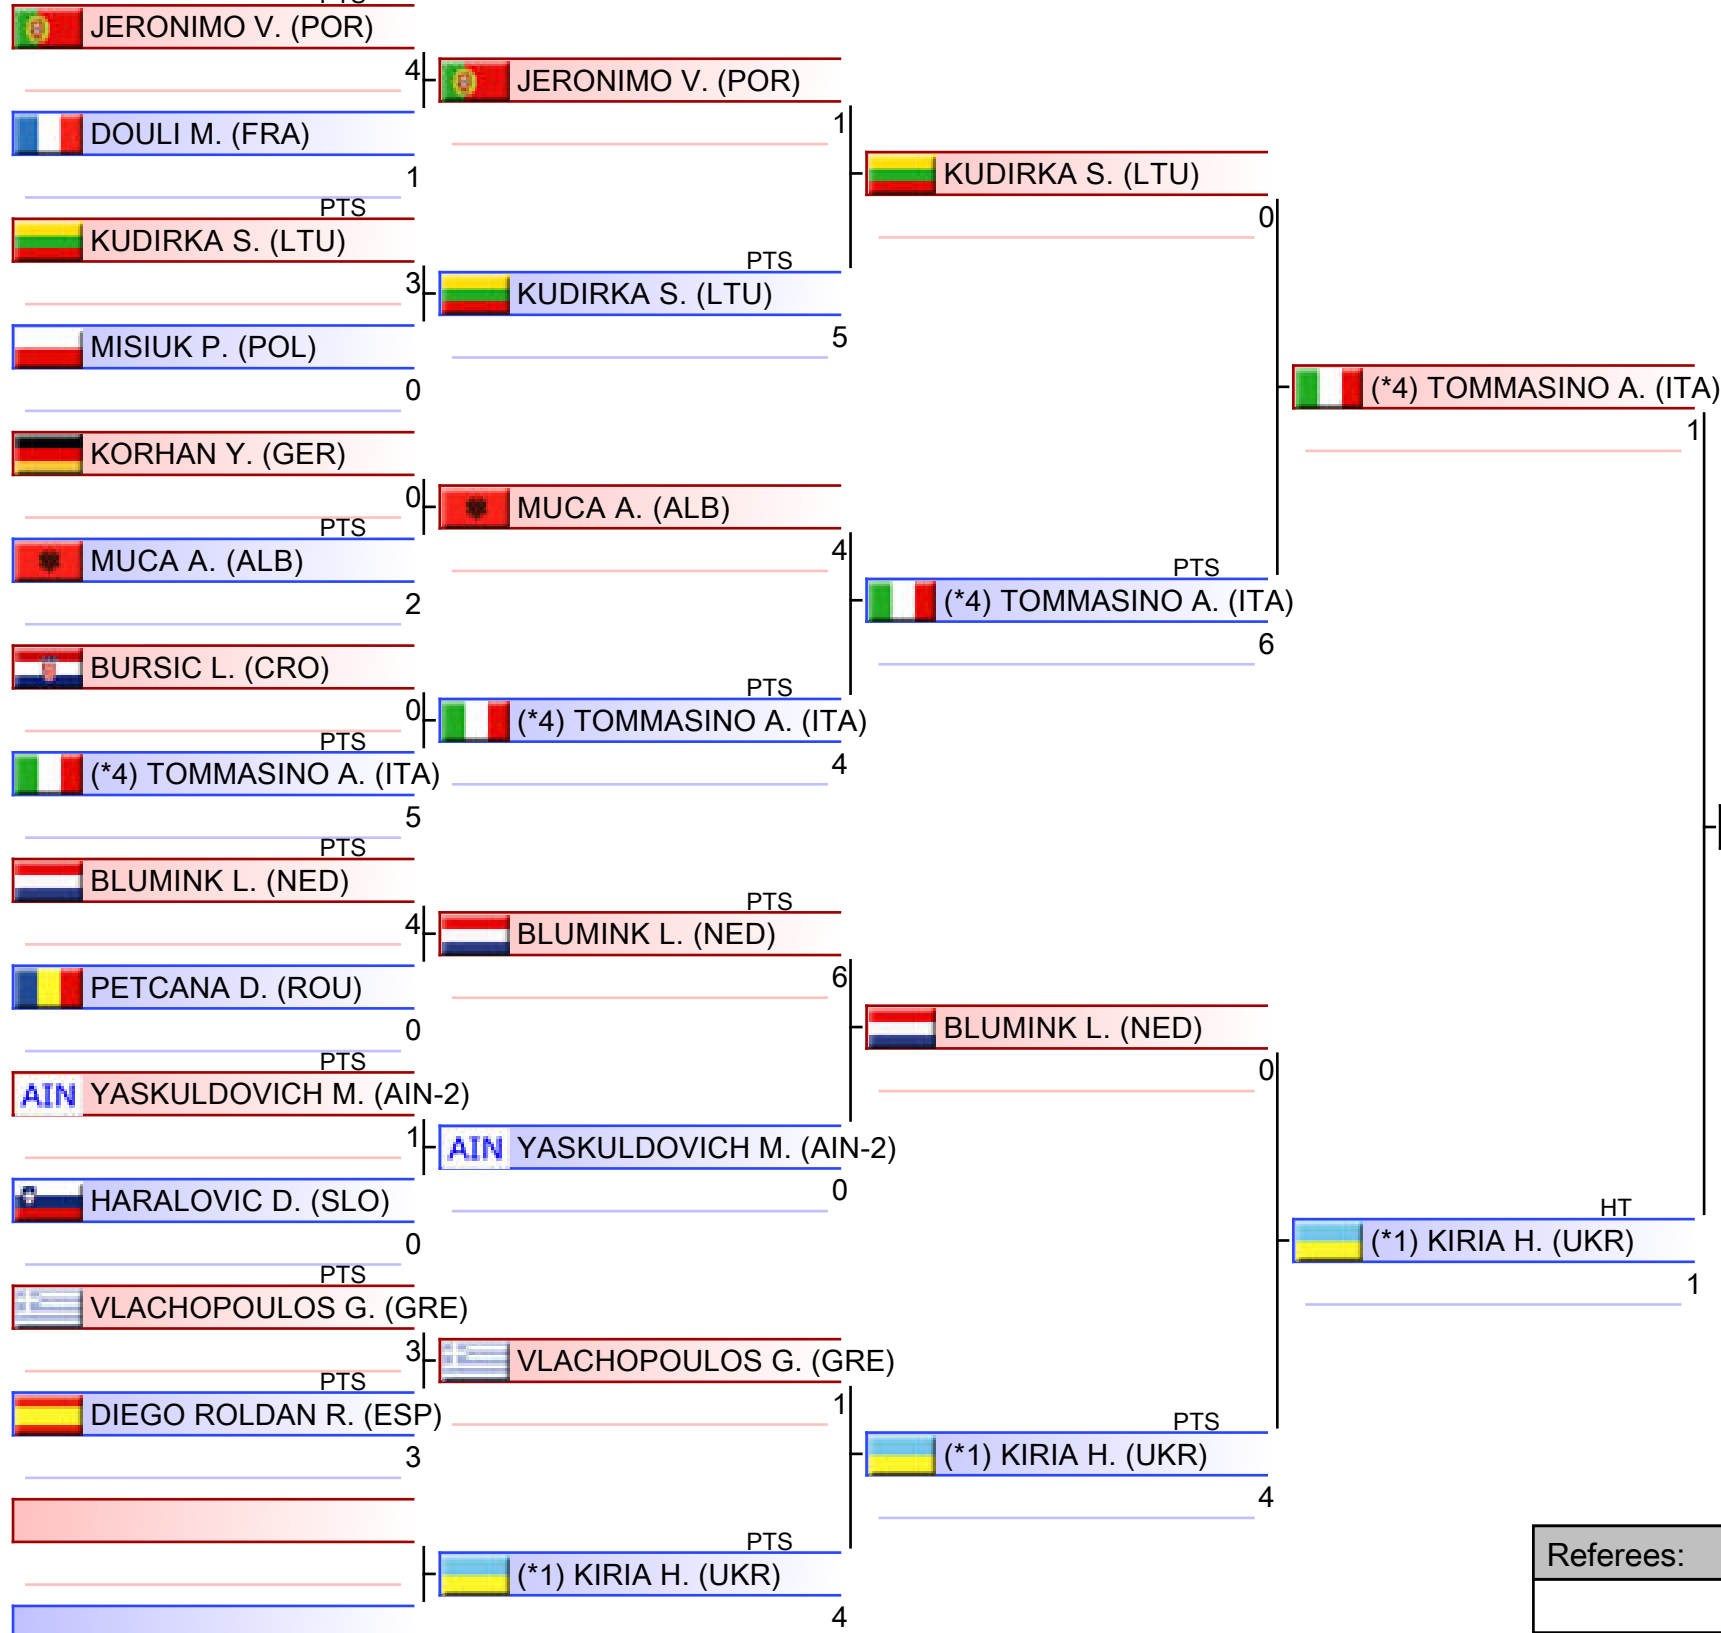 PTS
JERONIMO V. (POR)
4
DOULI M. (FRA)
1
PTS
KUDIRKA S. (LTU)
3
MISIUK P. (POL)
0
KORHAN Y. (GER)
0
PTS
MUCA A. (ALB)
2
BURSIC L. (CRO)
0
PTS
(*4) TOMMASINO A. (ITA)
5
PTS
BLUMINK L. (NED)
4
PETCANA D. (ROU)
0
PTS
AIN YASKULDOVICH M. (AIN-2)
1
HARALOVIC D. (SLO)
0
PTS
VLACHOPOULOS G. (GRE)
3
PTS
DIEGO ROLDAN R. (ESP)
3
JERONIMO V. (POR)
1
PTS
KUDIRKA S. (LTU)
5
MUCA A. (ALB)
4
PTS
(*4) TOMMASINO A. (ITA)
4
PTS
BLUMINK L. (NED)
6
AIN YASKULDOVICH M. (AIN-2)
0
VLACHOPOULOS G. (GRE)
1
PTS
(*1) KIRIA H. (UKR)
4
KUDIRKA S. (LTU)
0
PTS
(*4) TOMMASINO A. (ITA)
6
BLUMINK L. (NED)
0
PTS
(*1) KIRIA H. (UKR)
4
(*4) TOMMASINO A. (ITA)
1
HT
(*1) KIRIA H. (UKR)
1
Referees: